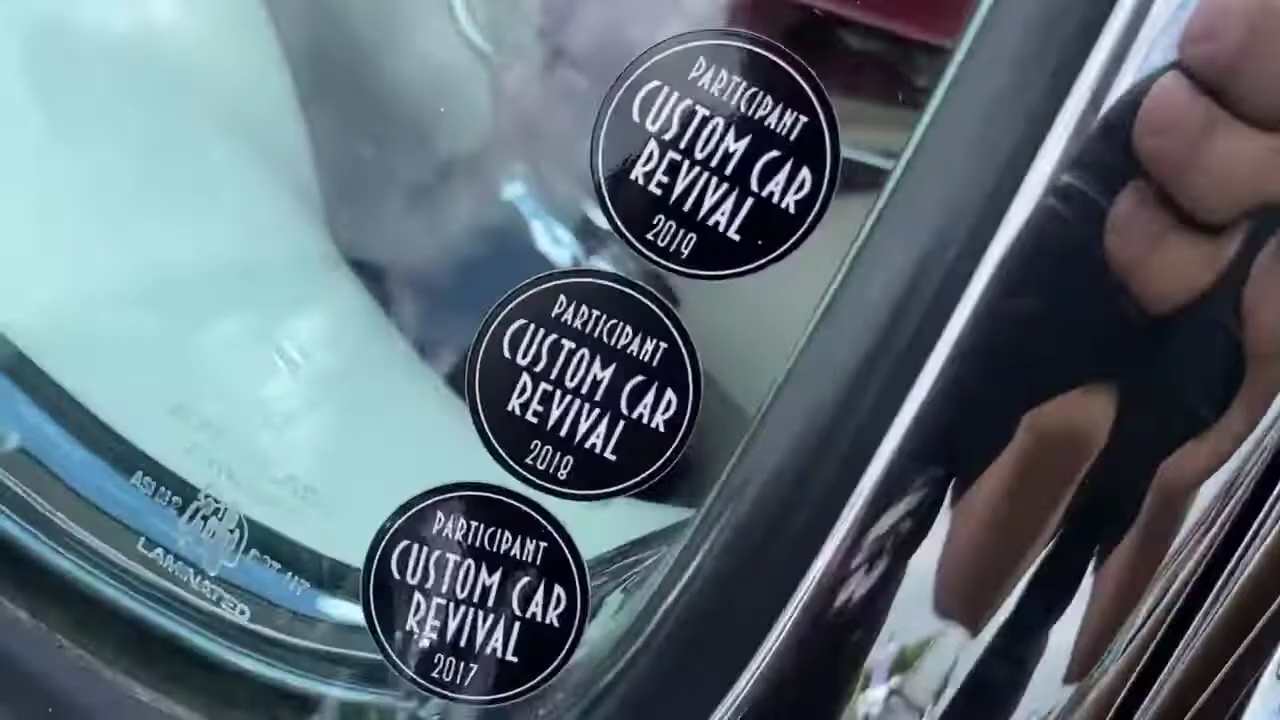 PARTICIPANT
CUSTOM CAR
REVIVAL
2019
PARTICIPANT
CUSTOM CAR
REVIVAL
2018
PARTICIPANT
CUSTOM CAR
REVIVAL
2017
LAMINATED